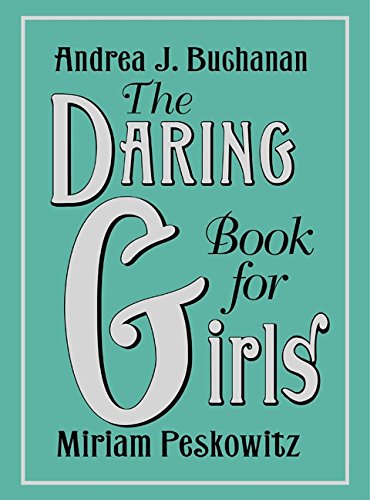 Andrea J. Buchanan
The
DARING
Book
for
Girls
Miriam Peskowitz